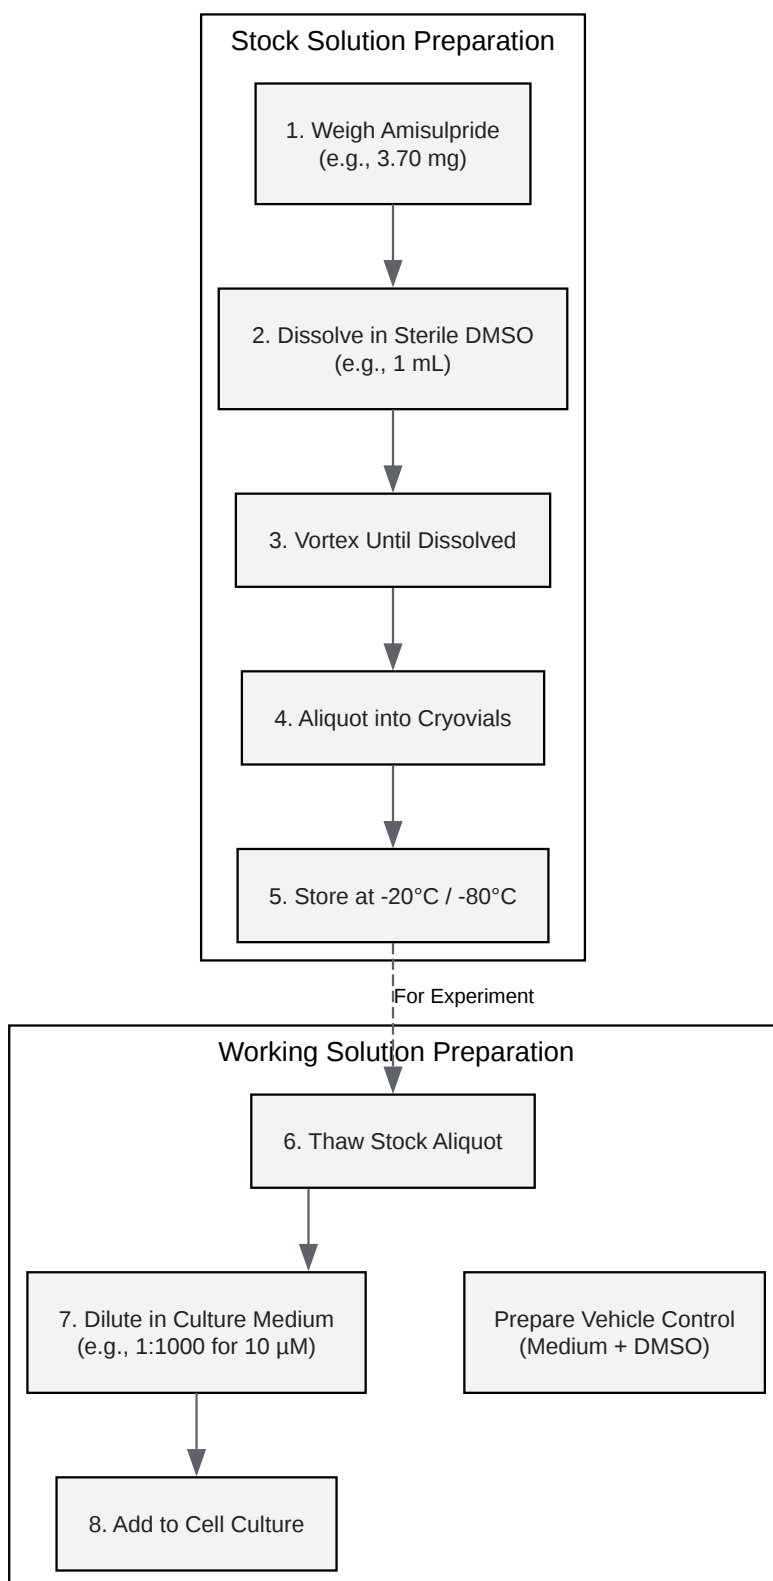 Stock Solution Preparation
1. Weigh Amisulpride
(e.g., 3.70 mg)
2. Dissolve in Sterile DMSO
(e.g., 1 mL)
3. Vortex Until Dissolved
4. Aliquot into Cryovials
5. Store at -20°C / -80°C
For Experiment
Working Solution Preparation
6. Thaw Stock Aliquot
7. Dilute in Culture Medium
(e.g., 1:1000 for 10 µM)
Prepare Vehicle Control
(Medium + DMSO)
8. Add to Cell Culture